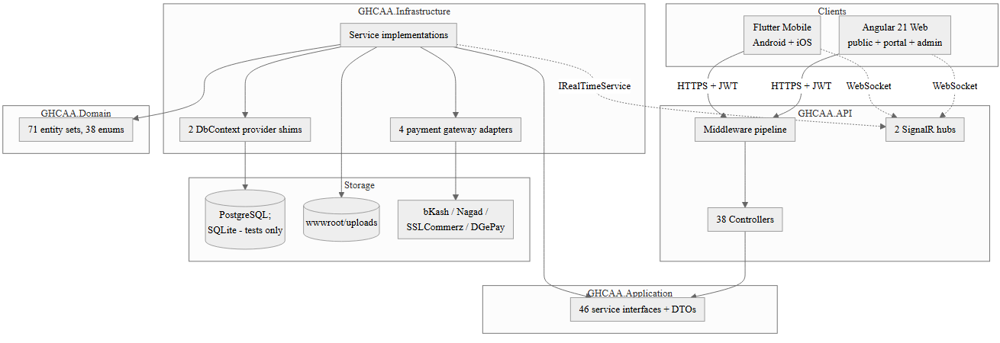 GHCAA.Infrastructure
Service implementations
Clients
Flutter Mobile
Android + iOS
Angular 21 Web
public + portal + admin
IRealTimeService
HTTPS + JWT
HTTPS + JWT
WebSocket
WebSocket
GHCAA.Domain
71 entity sets, 38 enums
2 DbContext provider shims
4 payment gateway adapters
GHCAA.API
Middleware pipeline
2 SignalR hubs
Storage
PostgreSQL;
SQLite - tests only
wwwroot/uploads
bKash / Nagad /
SSLCommerz / DGePay
38 Controllers
GHCAA.Application
46 service interfaces + DTOs